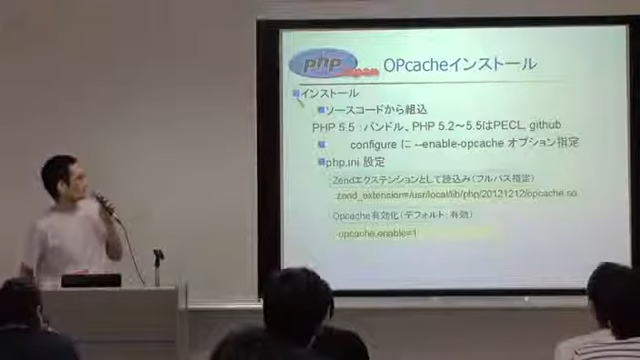 php
Japan
OPcacheインストール
インストール
ソースコードから組込
PHP 5.5 : バンドル、PHP 5.2～5.5はPECL, github
configure に --enable-opcache オプション指定
php.ini 設定
Zendエクステンションとして読込み(フルパス指定)
zend_extension=/usr/local/lib/php/20121212/opcache.so
Opcache有効化(デフォルト: 有効)
opcache.enable=1